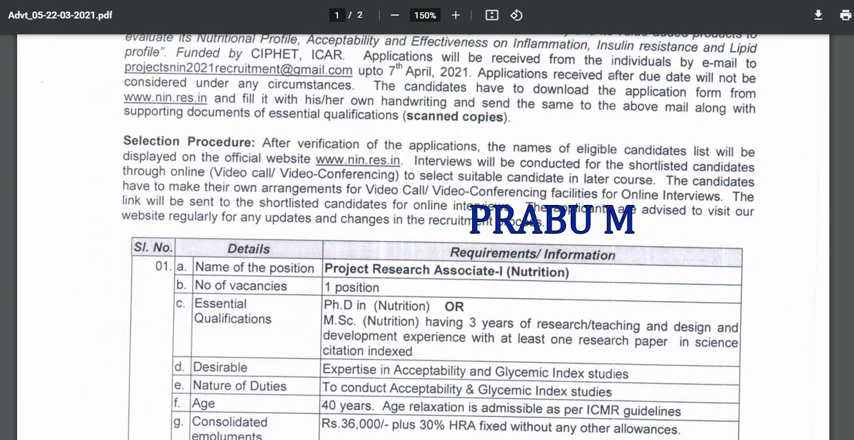 Advt_05-22-03-2021.pdf
1 / 2
150%
evaluate its Nutritional Profile, Acceptability and Effectiveness on Inflammation, Insulin resistance and Lipid
profile". Funded by CIPHET, ICAR. Applications will be received from the individuals by e-mail to
projectsnin2021recruitment@gmail.com upto 7th April, 2021. Applications received after due date will not be
considered under any circumstances. The candidates have to download the application form from
www.nin.res.in and fill it with his/her own handwriting and send the same to the above mail along with
supporting documents of essential qualifications (scanned copies).
Selection Procedure: After verification of the applications, the names of eligible candidates list will be
displayed on the official website www.nin.res.in. Interviews will be conducted for the shortlisted candidates
through online (Video call/ Video-Conferencing) to select suitable candidate in later course. The candidates
have to make their own arrangements for Video Call/ Video-Conferencing facilities for Online Interviews. The
link will be sent to the shortlisted candidates for online The are advised to visit our
website regularly for any updates and changes in the recruitment
PRABU M
Sl. No. Details Requirements/ Information
01. a. Name of the position Project Research Associate-I (Nutrition)
b. No of vacancies 1 position
c. Essential Ph.D in (Nutrition) OR
Qualifications M.Sc. (Nutrition) having 3 years of research/teaching and design and
development experience with at least one research paper in science
citation indexed
d. Desirable Expertise in Acceptability and Glycemic Index studies
e. Nature of Duties To conduct Acceptability & Glycemic Index studies
f. Age 40 years. Age relaxation is admissible as per ICMR guidelines
g. Consolidated Rs.36,000/- plus 30% HRA fixed without any other allowances.
emoluments